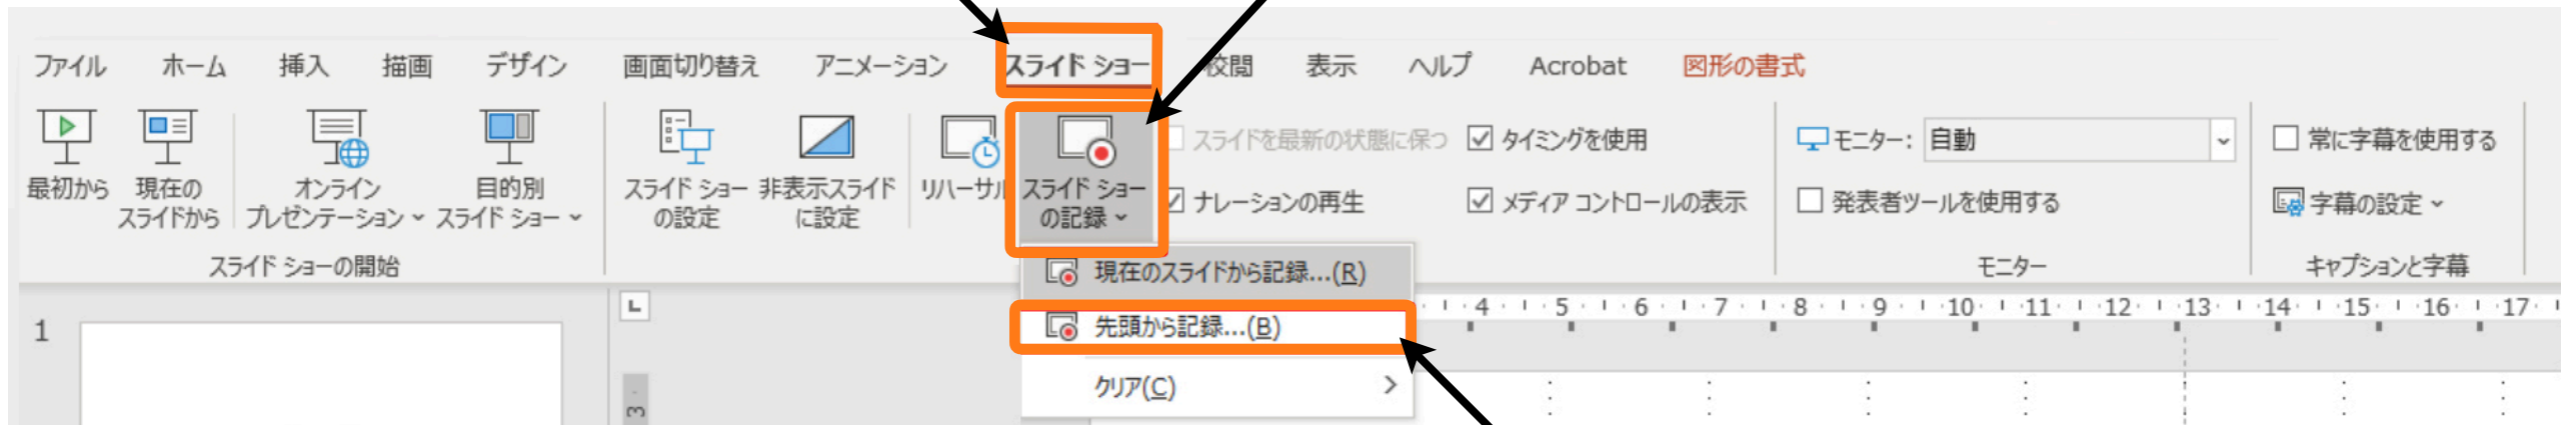 ファイル ホーム 挿入 描画 デザイン 画面切り替え アニメーション スライド ショー 校閲 表示 ヘルプ Acrobat 図形の書式
最初から
現在の
スライドから
オンライン
プレゼンテーション
目的別
スライド ショー
スライド ショーの開始
スライド ショー
の設定
非表示スライド
に設定
リハーサル
スライド ショー
の記録
スライドを最新の状態に保つ
タイミングを使用
ナレーションの再生
メディア コントロールの表示
モニター: 自動
発表者ツールを使用する
モニター
常に字幕を使用する
字幕の設定
キャプションと字幕
現在のスライドから記録...(R)
先頭から記録...(B)
クリア(C)
4 5 6 7 8 9 10 11 12 13 14 15 16 17
1
3